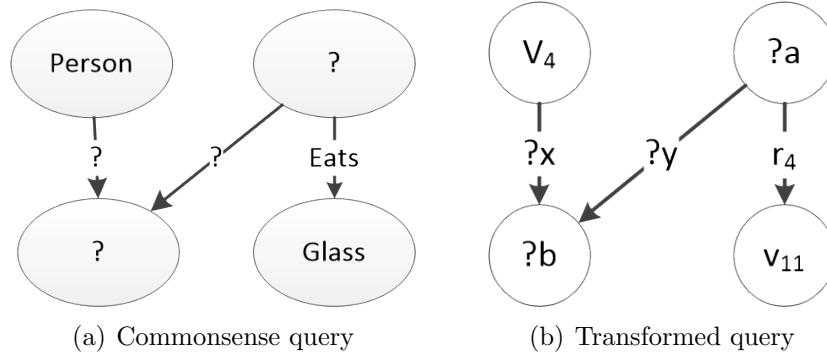 Person
?
?
?
Eats
?
Glass
(a) Commonsense query
V₄
?a
?x
?y
r₄
?b
v₁₁
(b) Transformed query